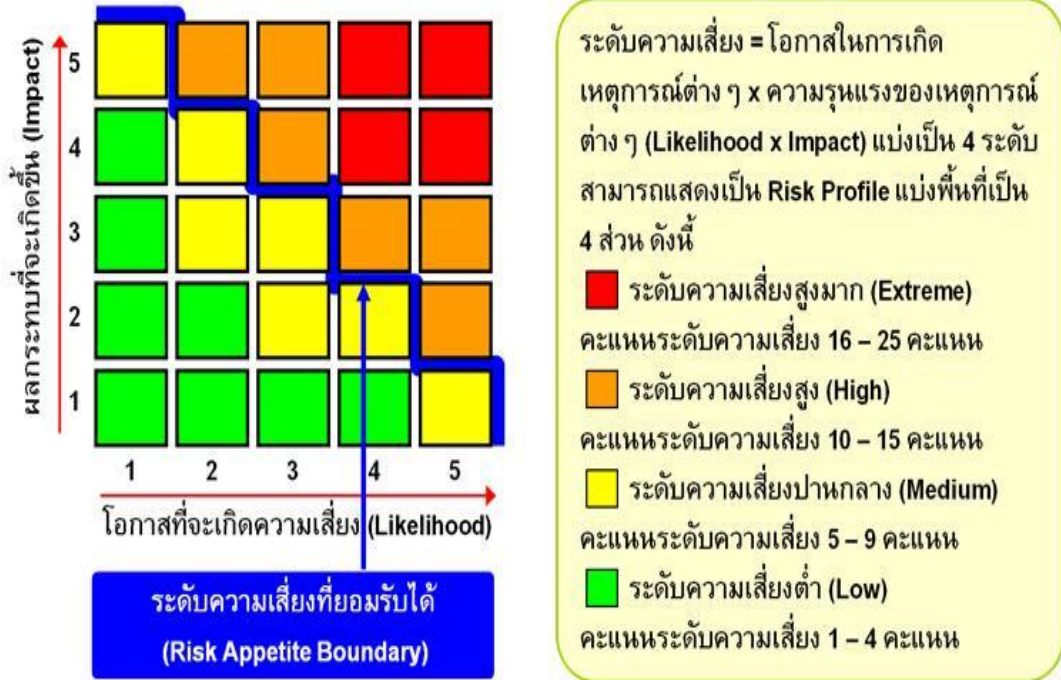 ผลกระทบที่จะเกิดขึ้น (Impact)
5
4
3
2
1
1 2 3 4 5
โอกาสที่จะเกิดความเสี่ยง (Likelihood)
ระดับความเสี่ยงที่ยอมรับได้
(Risk Appetite Boundary)
ระดับความเสี่ยง = โอกาสในการเกิด
เหตุการณ์ต่าง ๆ x ความรุนแรงของเหตุการณ์
ต่าง ๆ (Likelihood x Impact) แบ่งเป็น 4 ระดับ
สามารถแสดงเป็น Risk Profile แบ่งพื้นที่เป็น
4 ส่วน ดังนี้
ระดับความเสี่ยงสูงมาก (Extreme)
คะแนนระดับความเสี่ยง 16 – 25 คะแนน
ระดับความเสี่ยงสูง (High)
คะแนนระดับความเสี่ยง 10 – 15 คะแนน
ระดับความเสี่ยงปานกลาง (Medium)
คะแนนระดับความเสี่ยง 5 – 9 คะแนน
ระดับความเสี่ยงต่ำ (Low)
คะแนนระดับความเสี่ยง 1 – 4 คะแนน